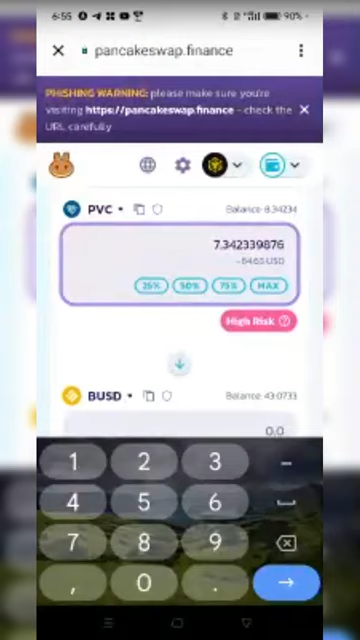 6:55
90%
pancakeswap.finance
PHISHING WARNING: please make sure you're
visiting https://pancakeswap.finance - check the
URL carefully
PVC
Balance: 8.34234
7.342339876
~64.63 USD
25%
50%
75%
MAX
High Risk
BUSD
Balance: 43.0733
0.0
1
2
3
-
4
5
6
7
8
9
,
0
.